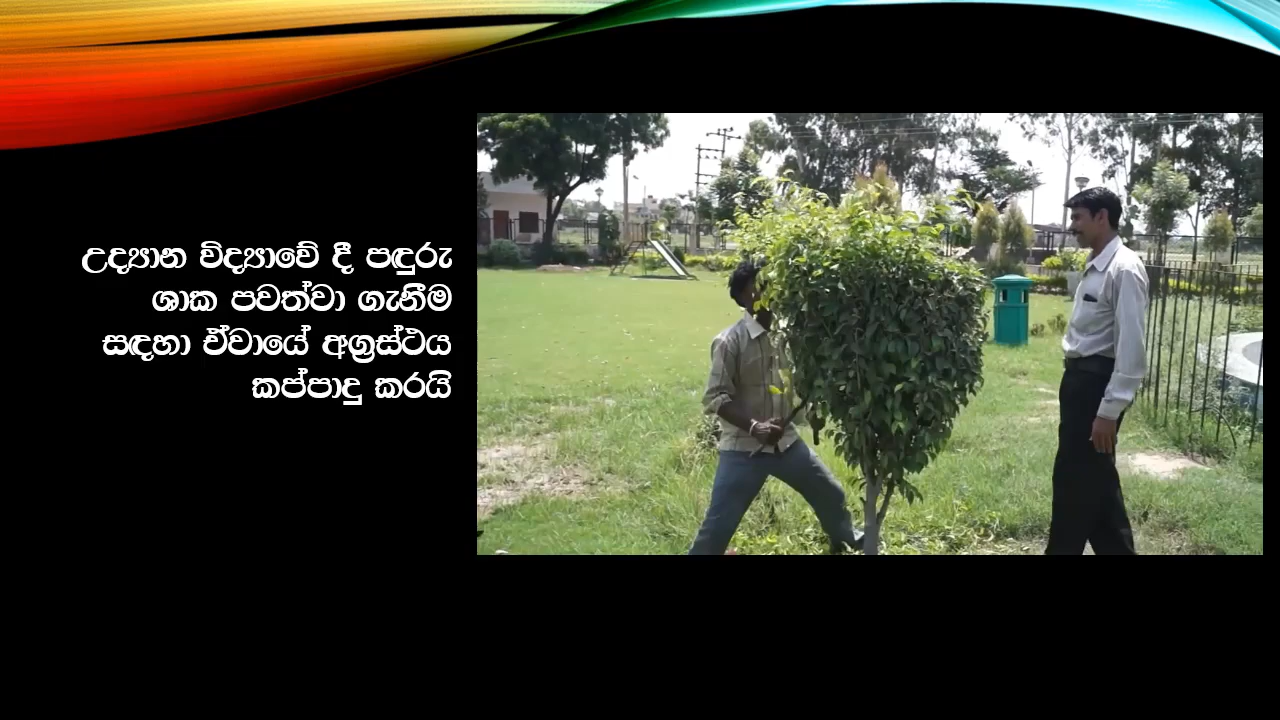 උද්‍යාන විද්‍යාවේ දී පඳුරු
ශාක පවත්වා ගැනීම
සඳහා ඒවායේ අග්‍රස්ථය
කප්පාදු කරයි